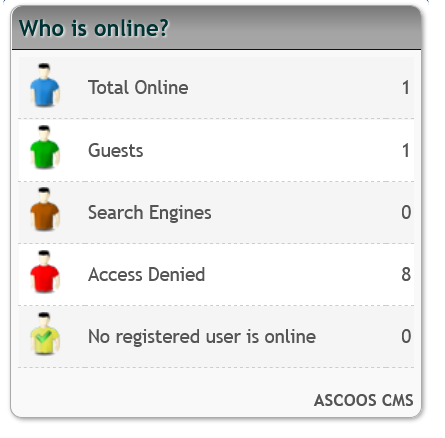 Who is online?
Total Online 1
Guests 1
Search Engines 0
Access Denied 8
No registered user is online 0
ASCOOS CMS